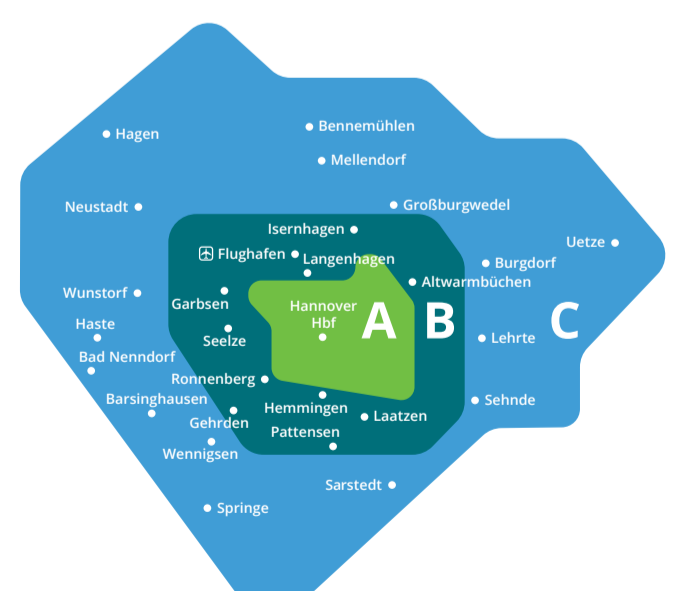 Hagen
Bennemühlen
Mellendorf
Neustadt
Großburgwedel
Isernhagen
Uetze
Flughafen
Langenhagen
Burgdorf
Altwarmbüchen
Wunstorf
Garbsen
Hannover
Hbf
A
B
C
Haste
Seelze
Lehrte
Bad Nenndorf
Ronnenberg
Barsinghausen
Hemmingen
Sehnde
Gehrden
Laatzen
Pattensen
Wennigsen
Sarstedt
Springe